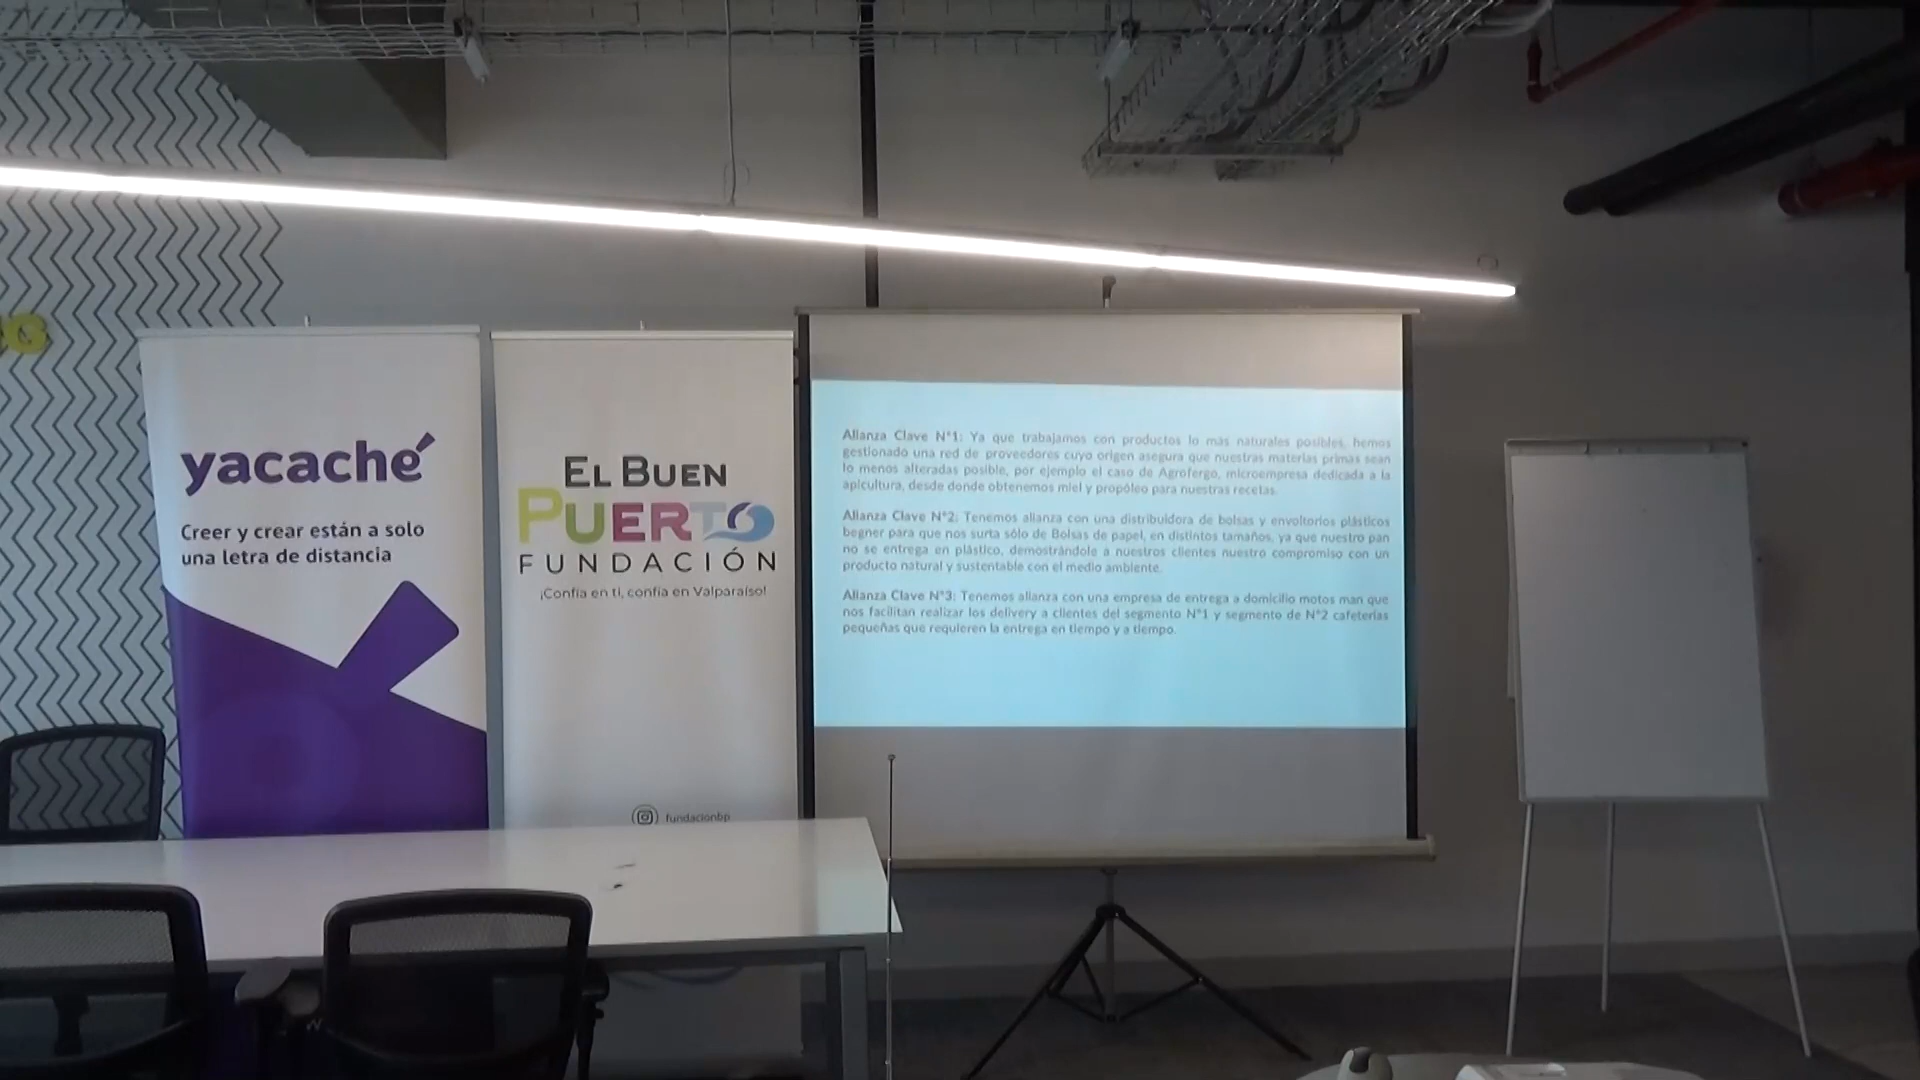 yacaché
Creer y crear están a solo
una letra de distancia
EL BUEN
PUERTO
FUNDACIÓN
¡Confía en ti, confía en Valparaíso!
fundacionbp
Alianza Clave N°1: Ya que trabajamos con productos lo más naturales posibles, hemos
gestionado una red de proveedores cuyo origen asegura que nuestras materias primas sean
lo menos alteradas posible, por ejemplo el caso de Agrofergo, microempresa dedicada a la
apicultura, desde donde obtenemos miel y propóleo para nuestras recetas.
Alianza Clave N°2: Tenemos alianza con una distribuidora de bolsas y envoltorios plásticos
begner para que nos surta sólo de Bolsas de papel, en distintos tamaños, ya que nuestro pan
no se entrega en plástico, demostrándole a nuestros clientes nuestro compromiso con un
producto natural y sustentable con el medio ambiente.
Alianza Clave N°3: Tenemos alianza con una empresa de entrega a domicilio motos man que
nos facilitan realizar los delivery a clientes del segmento N°1 y segmento de N°2 cafeterías
pequeñas que requieren la entrega en tiempo y a tiempo.